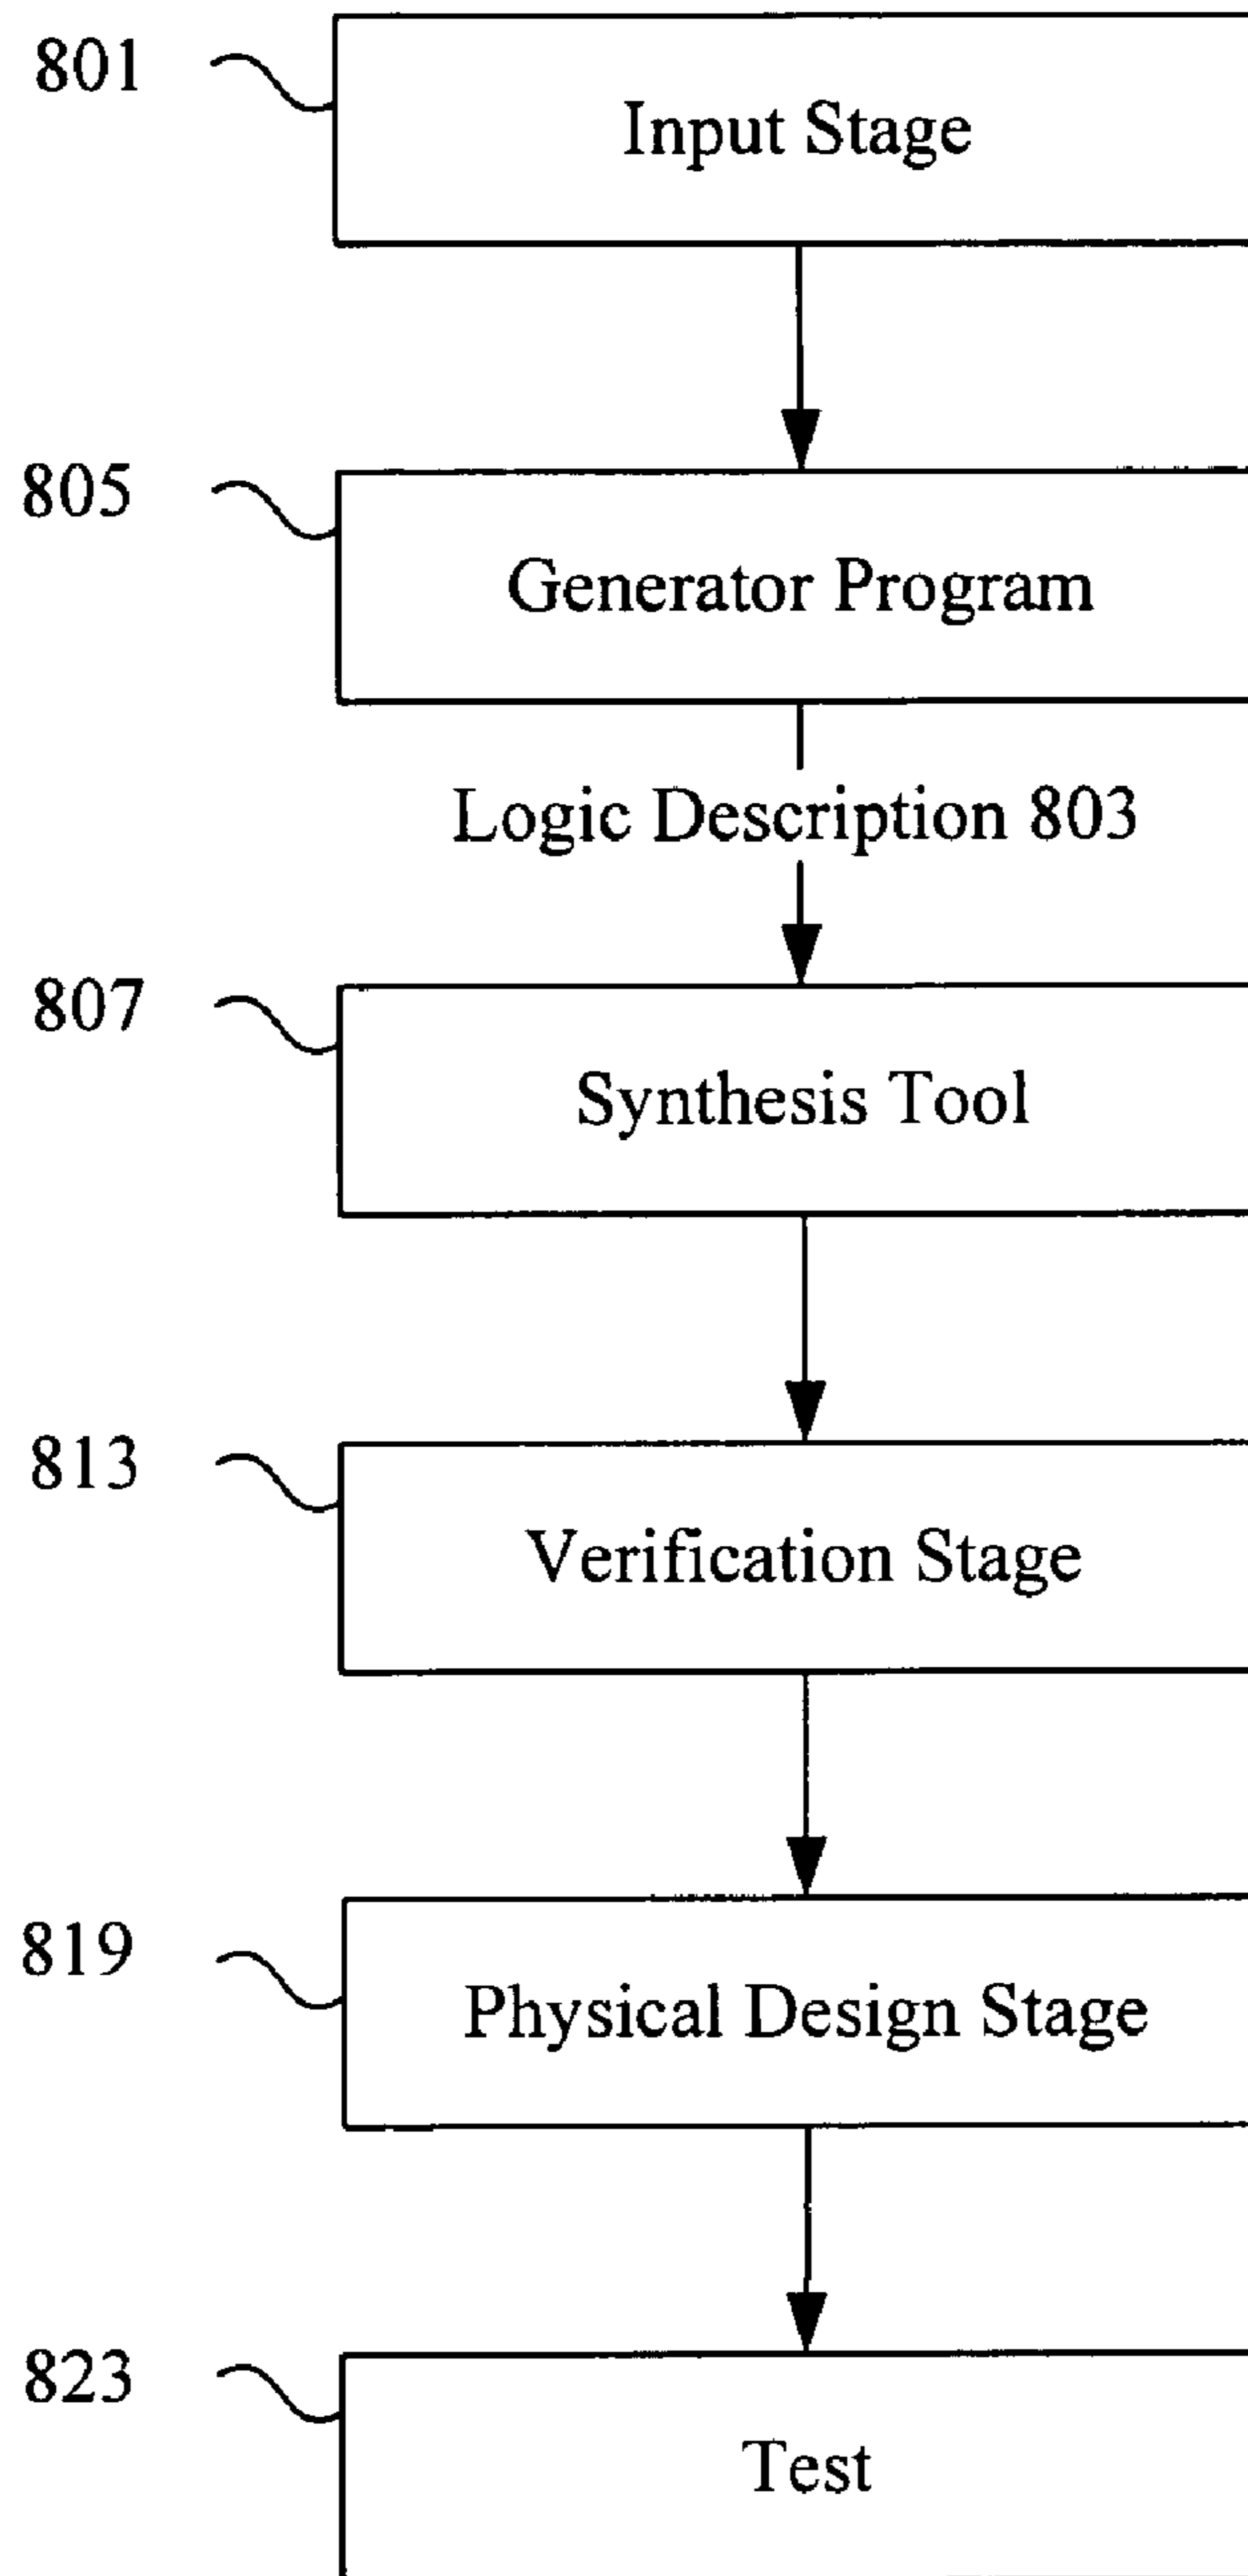 801
Input Stage
805
Generator Program
Logic Description 803
807
Synthesis Tool
813
Verification Stage
819
Physical Design Stage
823
Test